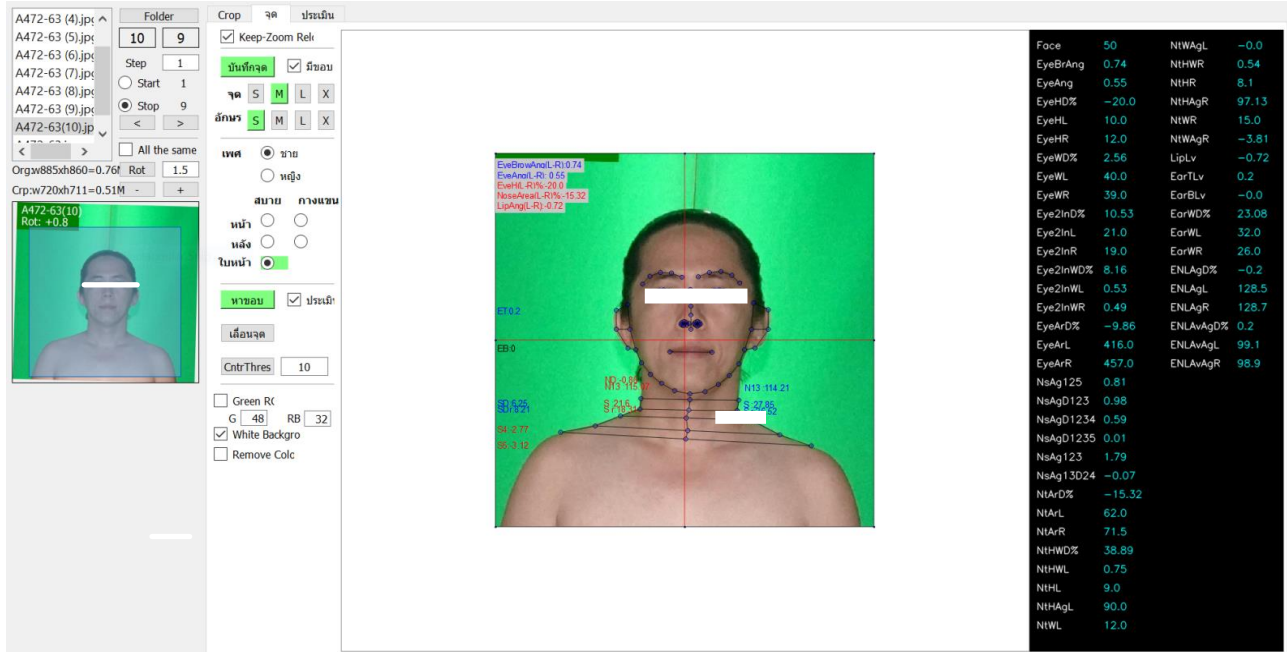 A472-63 (4).jpg
A472-63 (5).jpg
A472-63 (6).jpg
A472-63 (7).jpg
A472-63 (8).jpg
A472-63 (9).jpg
A472-63(10).jp
Folder
10 9
Step 1
Start 1
Stop 9
< >
All the same
Org:w885xh860=0.76M Rot 1.5
Crp:w720xh711=0.51M - +
A472-63(10)
Rot: +0.8
Crop จุด ประเมิน
Keep-Zoom Relo
บันทึกจุด มีขอบ
จุด S M L X
อักษร S M L X
เพศ ชาย
หญิง
สบาย กางแขน
หน้า
หลัง
ใบหน้า
หาขอบ ประเมิ
เลื่อนจุด
CntrThres 10
Green R(
G 48 RB 32
White Backgro
Remove Colc
EyeBrowAng(L-R):0.74
EyeAng(L-R): 0.55
EyeH(L-R)%:-20.0
NoseArea(L-R)%:-15.32
LipAng(L-R):-0.72
ET:0.2
EB:0
N13 :114.21
S :27.85
S4:-2.77
S5:-3.12
Face 50 NtWAgL -0.0
EyeBrAng 0.74 NtHWR 0.54
EyeAng 0.55 NtHR 8.1
EyeHD% -20.0 NtHAgR 97.13
EyeHL 10.0 NtWR 15.0
EyeHR 12.0 NtWAgR -3.81
EyeWD% 2.56 LipLv -0.72
EyeWL 40.0 EarTLv 0.2
EyeWR 39.0 EarBLv -0.0
Eye2InD% 10.53 EarWD% 23.08
Eye2InL 21.0 EarWL 32.0
Eye2InR 19.0 EarWR 26.0
Eye2InWD% 8.16 ENLAgD% -0.2
Eye2InWL 0.53 ENLAgL 128.5
Eye2InWR 0.49 ENLAgR 128.7
EyeArD% -9.86 ENLAvAgD% 0.2
EyeArL 416.0 ENLAvAgL 99.1
EyeArR 457.0 ENLAvAgR 98.9
NsAg125 0.81
NsAgD123 0.98
NsAgD1234 0.59
NsAgD1235 0.01
NsAg123 1.79
NsAg13D24 -0.07
NtArD% -15.32
NtArL 62.0
NtArR 71.5
NtHWD% 38.89
NtHWL 0.75
NtHL 9.0
NtHAgL 90.0
NtWL 12.0